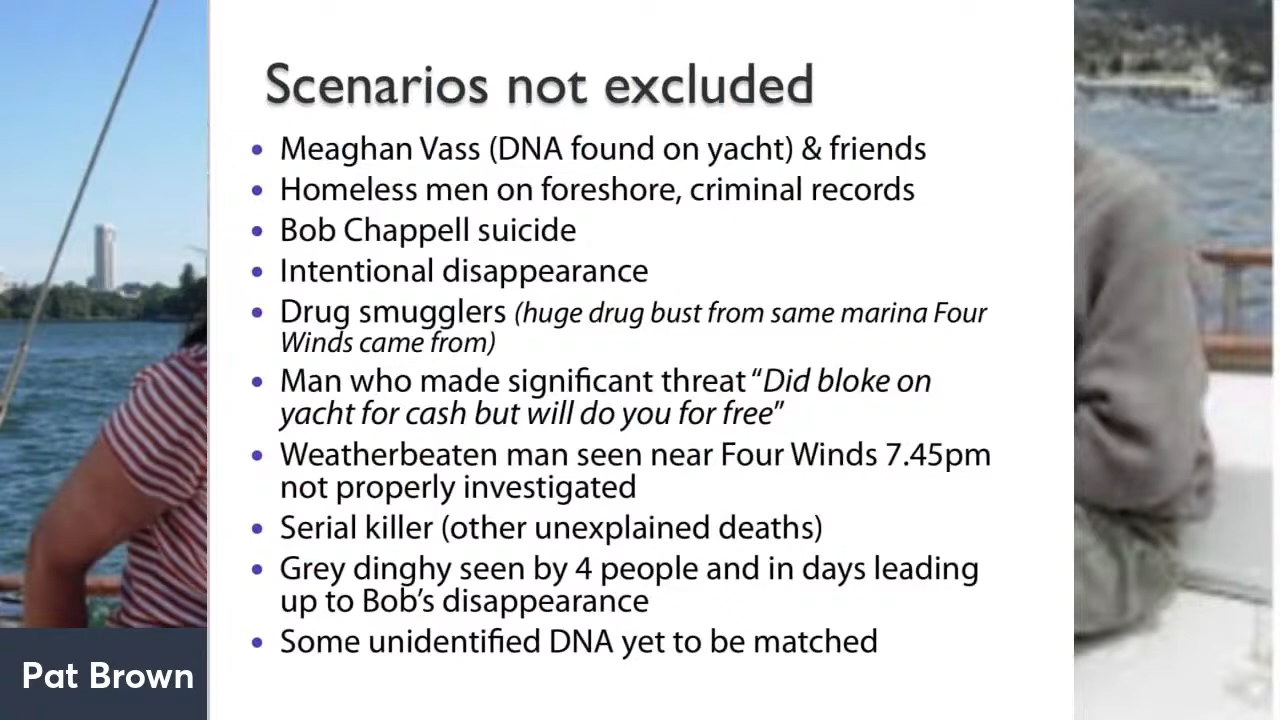 Scenarios not excluded
• Meaghan Vass (DNA found on yacht) & friends
• Homeless men on foreshore, criminal records
• Bob Chappell suicide
• Intentional disappearance
• Drug smugglers (huge drug bust from same marina Four
Winds came from)
• Man who made significant threat “Did bloke on
yacht for cash but will do you for free”
• Weatherbeaten man seen near Four Winds 7.45pm
not properly investigated
• Serial killer (other unexplained deaths)
• Grey dinghy seen by 4 people and in days leading
up to Bob’s disappearance
• Some unidentified DNA yet to be matched
Pat Brown